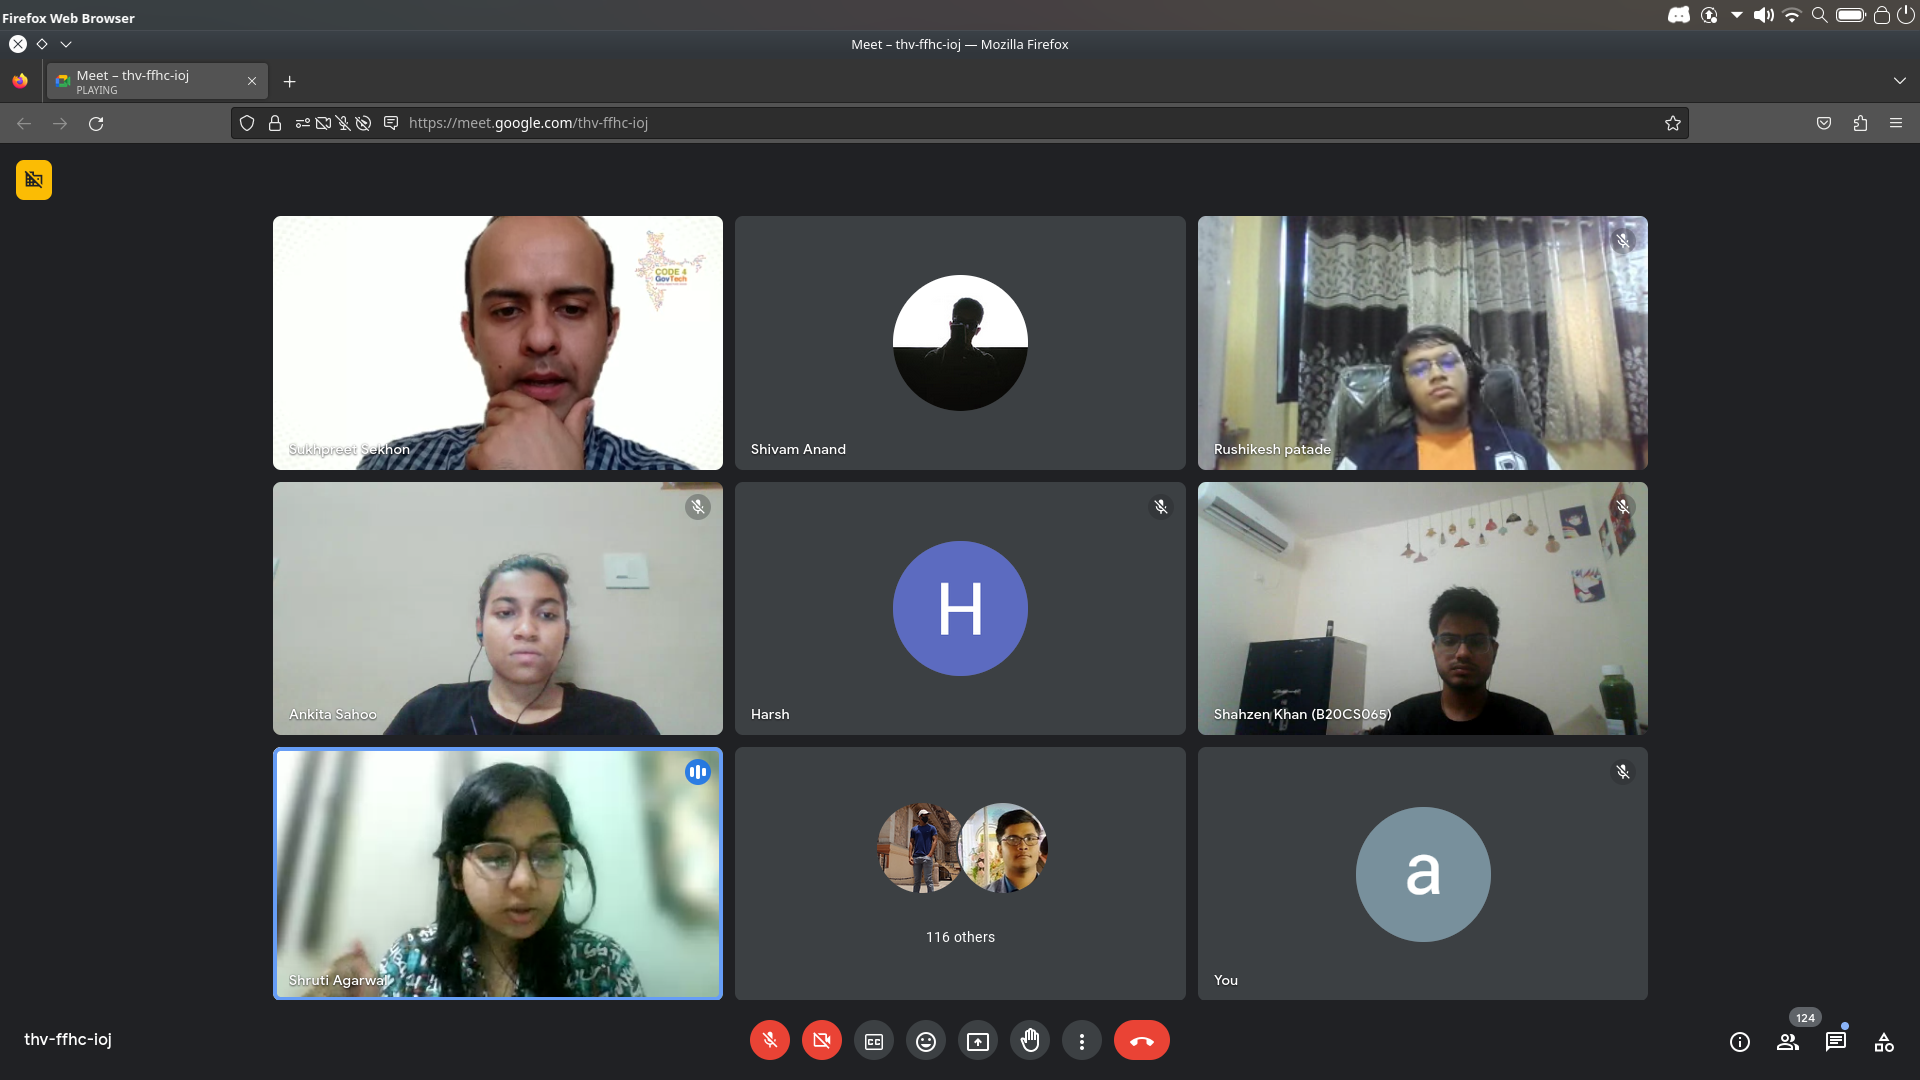 Firefox Web Browser
Meet – thv-ffhc-ioj — Mozilla Firefox
Meet – thv-ffhc-ioj
PLAYING
https://meet.google.com/thv-ffhc-ioj
CODE 4
GovTech
Sukhpreet Sekhon
Shivam Anand
Rushikesh patade
Ankita Sahoo
H
Harsh
Shahzen Khan (B20CS065)
Shruti Agarwal
116 others
a
You
thv-ffhc-ioj
CC
124